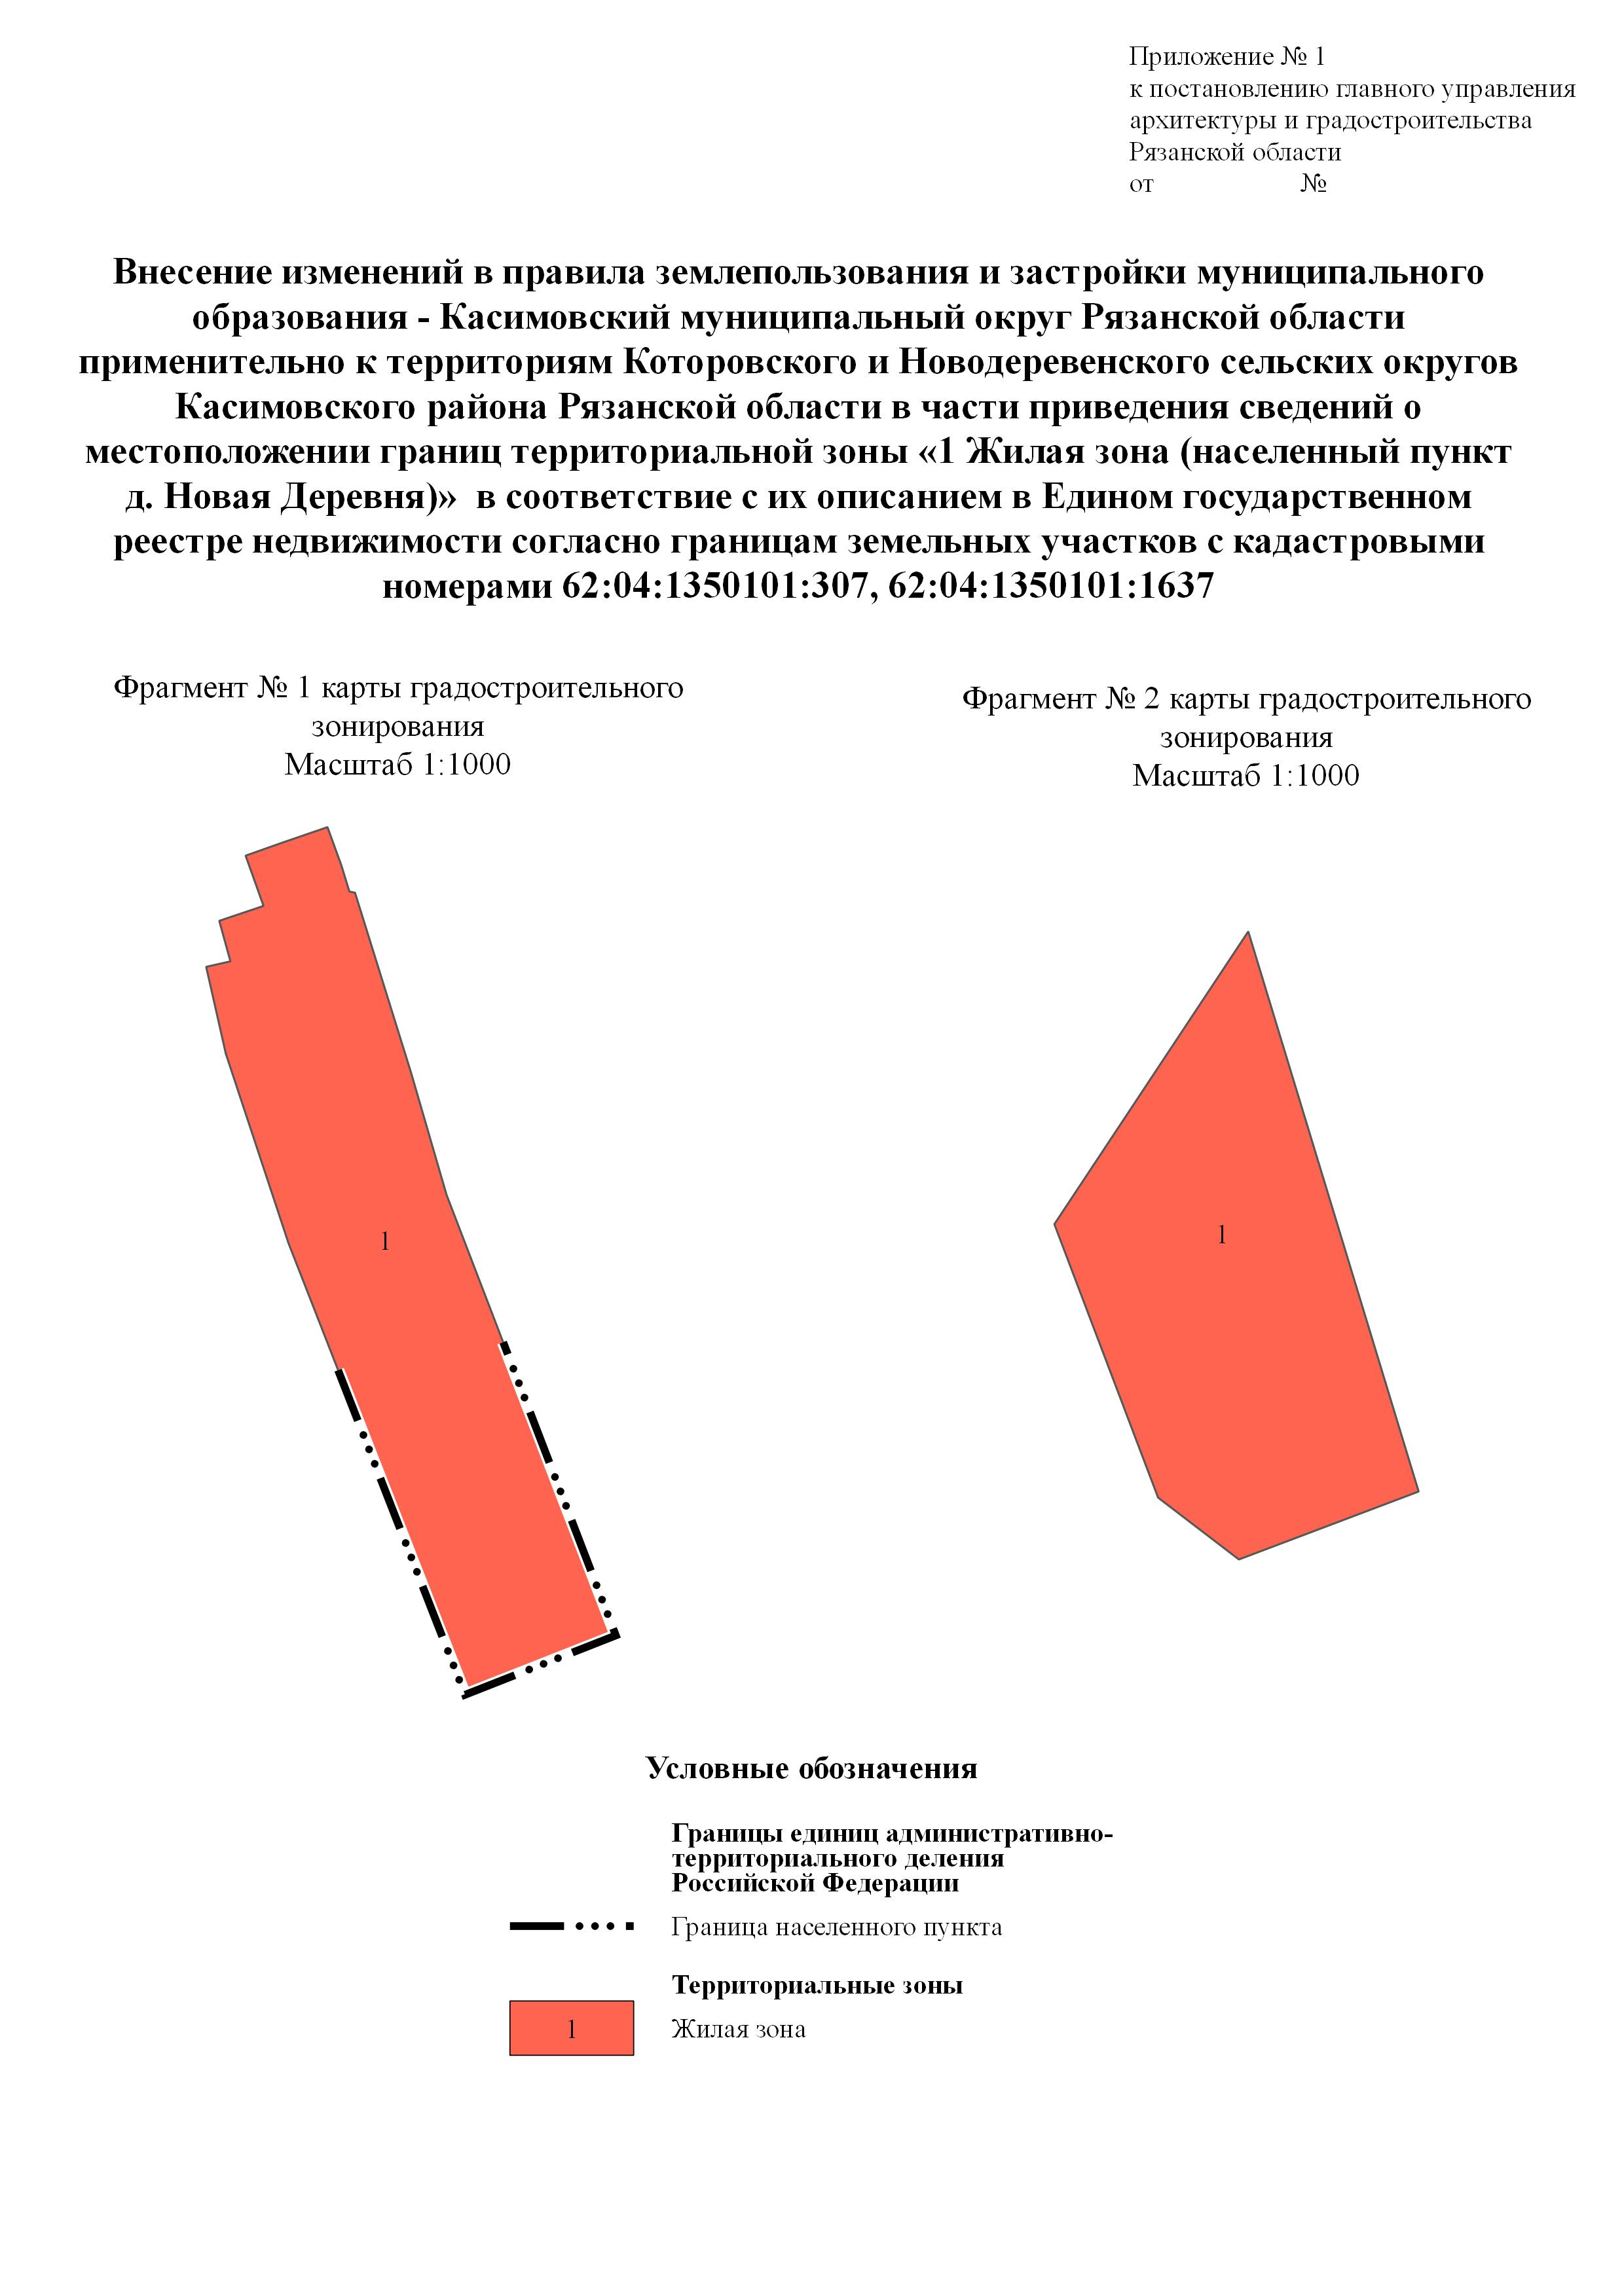 Приложение № 1
к постановлению главного управления
архитектуры и градостроительства
Рязанской области
от №
Внесение изменений в правила землепользования и застройки муниципального
образования - Касимовский муниципальный округ Рязанской области
применительно к территориям Которовского и Новодеревенского сельских округов
Касимовского района Рязанской области в части приведения сведений о
местоположении границ территориальной зоны «1 Жилая зона (населенный пункт
д. Новая Деревня)» в соответствие с их описанием в Едином государственном
реестре недвижимости согласно границам земельных участков с кадастровыми
номерами 62:04:1350101:307, 62:04:1350101:1637
Фрагмент № 1 карты градостроительного
зонирования
Масштаб 1:1000
Фрагмент № 2 карты градостроительного
зонирования
Масштаб 1:1000
1
1
Условные обозначения
Границы единиц административно-
территориального деления
Российской Федерации
Граница населенного пункта
Территориальные зоны
1
Жилая зона